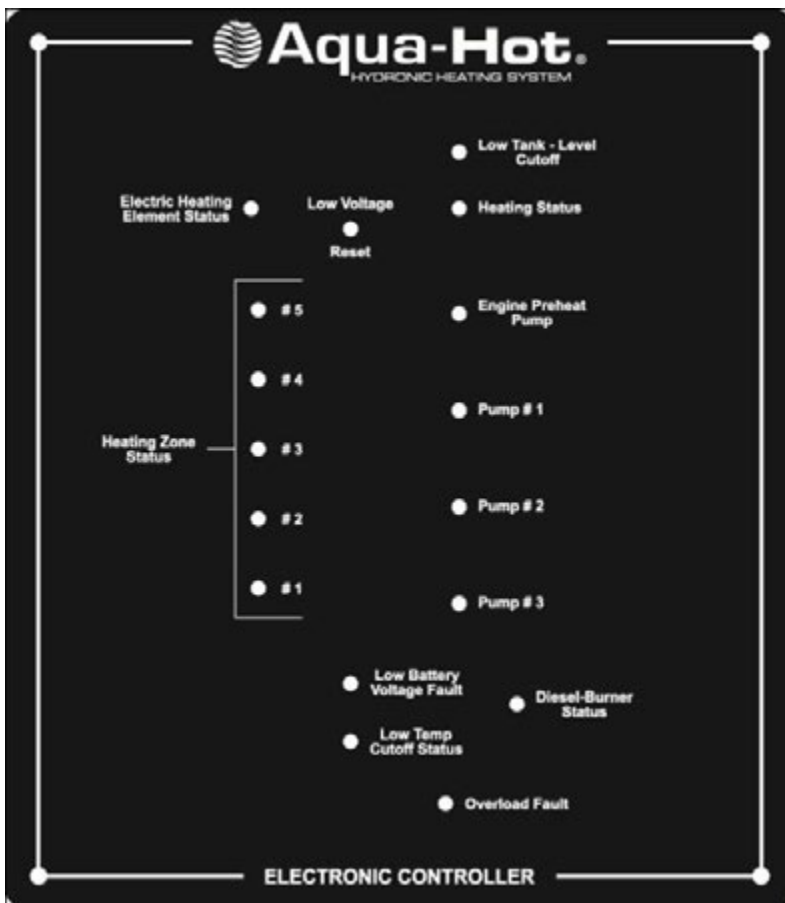 Aqua-Hot®
HYDRONIC HEATING SYSTEM
Low Tank - Level
Cutoff
Electric Heating
Element Status
Low Voltage
Heating Status
Reset
Engine Preheat
Pump
Heating Zone
Status
# 5
# 4
# 3
# 2
# 1
Pump # 1
Pump # 2
Pump # 3
Low Battery
Voltage Fault
Diesel-Burner
Status
Low Temp
Cutoff Status
Overload Fault
ELECTRONIC CONTROLLER